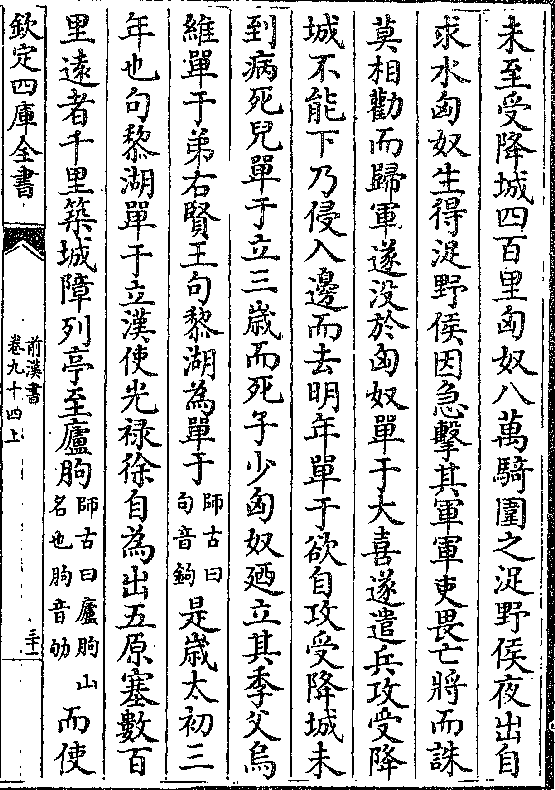 未至受降城四百里匈奴八萬騎圍之浞野侯夜出自
求水匈奴生得浞野侯因急擊其軍軍吏畏亡將而誅
莫相勸而歸軍遂没於匈奴單于大喜遂遣兵攻受降
城不能下乃侵入邊而去明年單于欲自攻受降城未
到病死兒單于立三歲而死子少匈奴廼立其季父烏
維單于弟右賢王句黎湖為單于師古曰句音鉤是歲太初三
年也句黎湖單于立漢使光禄徐自為出五原塞數百
里遠者千里築城障列亭至廬朐師古曰廬朐山名也朐音劬而使
欽定四庫全書
前漢書
卷九十四上
三十